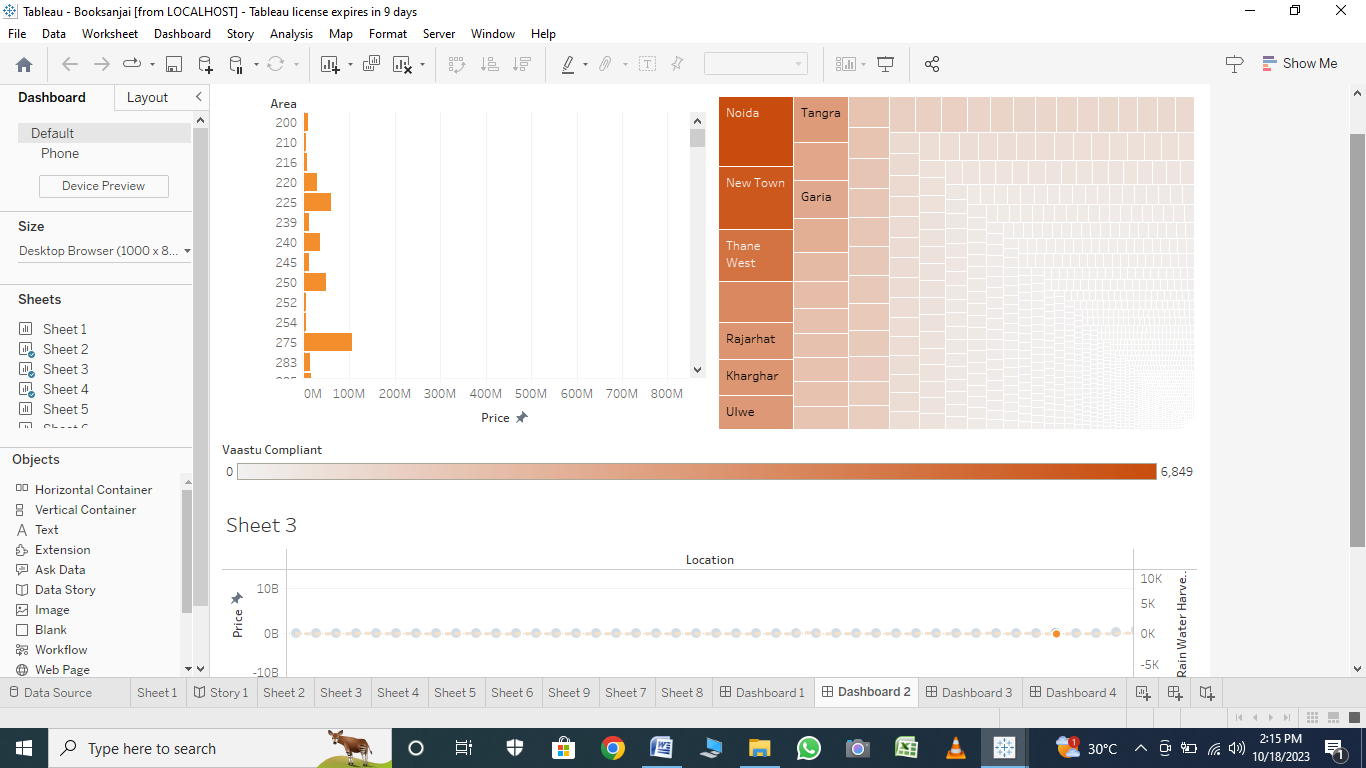 Tableau - Booksanjai [from LOCALHOST] - Tableau license expires in 9 days
File Data Worksheet Dashboard Story Analysis Map Format Server Window Help
Show Me
Dashboard Layout
Default
Phone
Device Preview
Size
Desktop Browser (1000 x 8...
Sheets
Sheet 1
Sheet 2
Sheet 3
Sheet 4
Sheet 5
Objects
Horizontal Container
Vertical Container
Text
Extension
Ask Data
Data Story
Image
Blank
Workflow
Web Page
Area
200
210
216
220
225
239
240
245
250
252
254
275
283
0M 100M 200M 300M 400M 500M 600M 700M 800M
Price
Noida
New Town
Thane
West
Rajarhat
Kharghar
Ulwe
Tangra
Garia
Vaastu Compliant
0 6,849
Sheet 3
Location
Price
10B
0B
-10B
10K
5K
0K
-5K
Rain Water Harve..
Data Source Sheet 1 Story 1 Sheet 2 Sheet 3 Sheet 4 Sheet 5 Sheet 6 Sheet 9 Sheet 7 Sheet 8 Dashboard 1 Dashboard 2 Dashboard 3 Dashboard 4
Type here to search
1
30°C
2:15 PM
10/18/2023
1